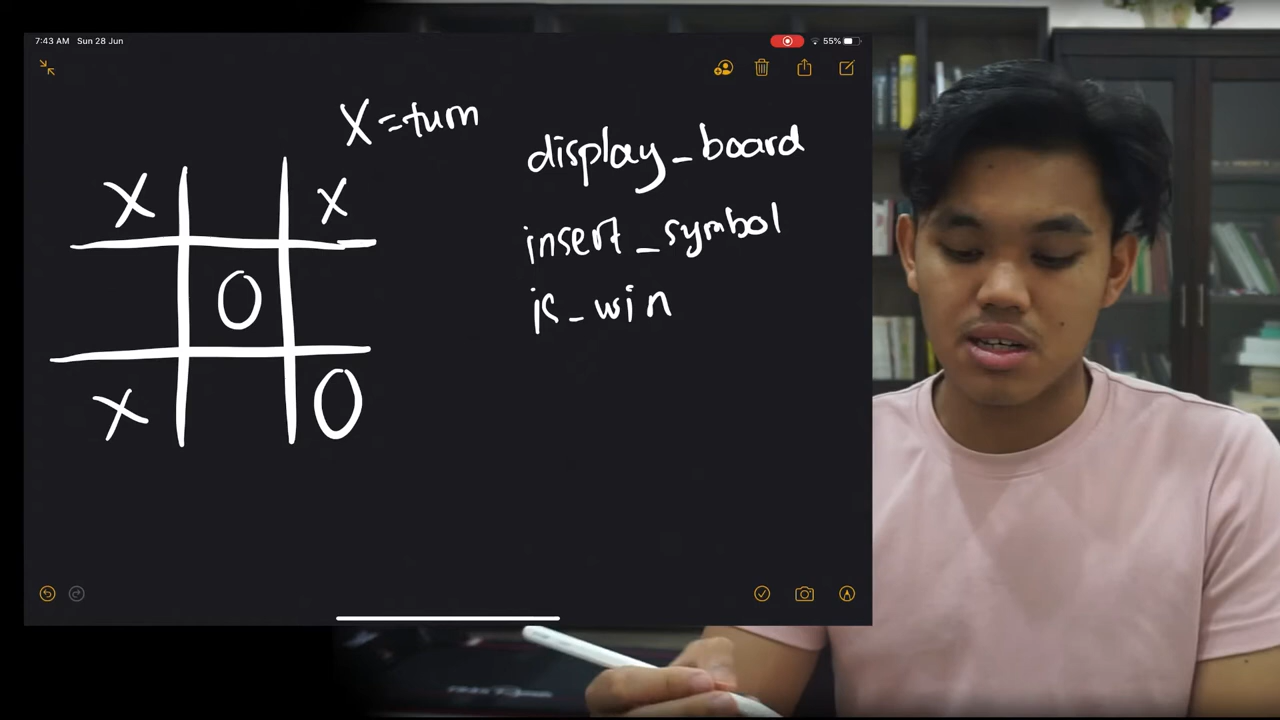 7:43 AM Sun 28 Jun 55%
X = turn
display_board
X X
insert_symbol
O
is_win
X O